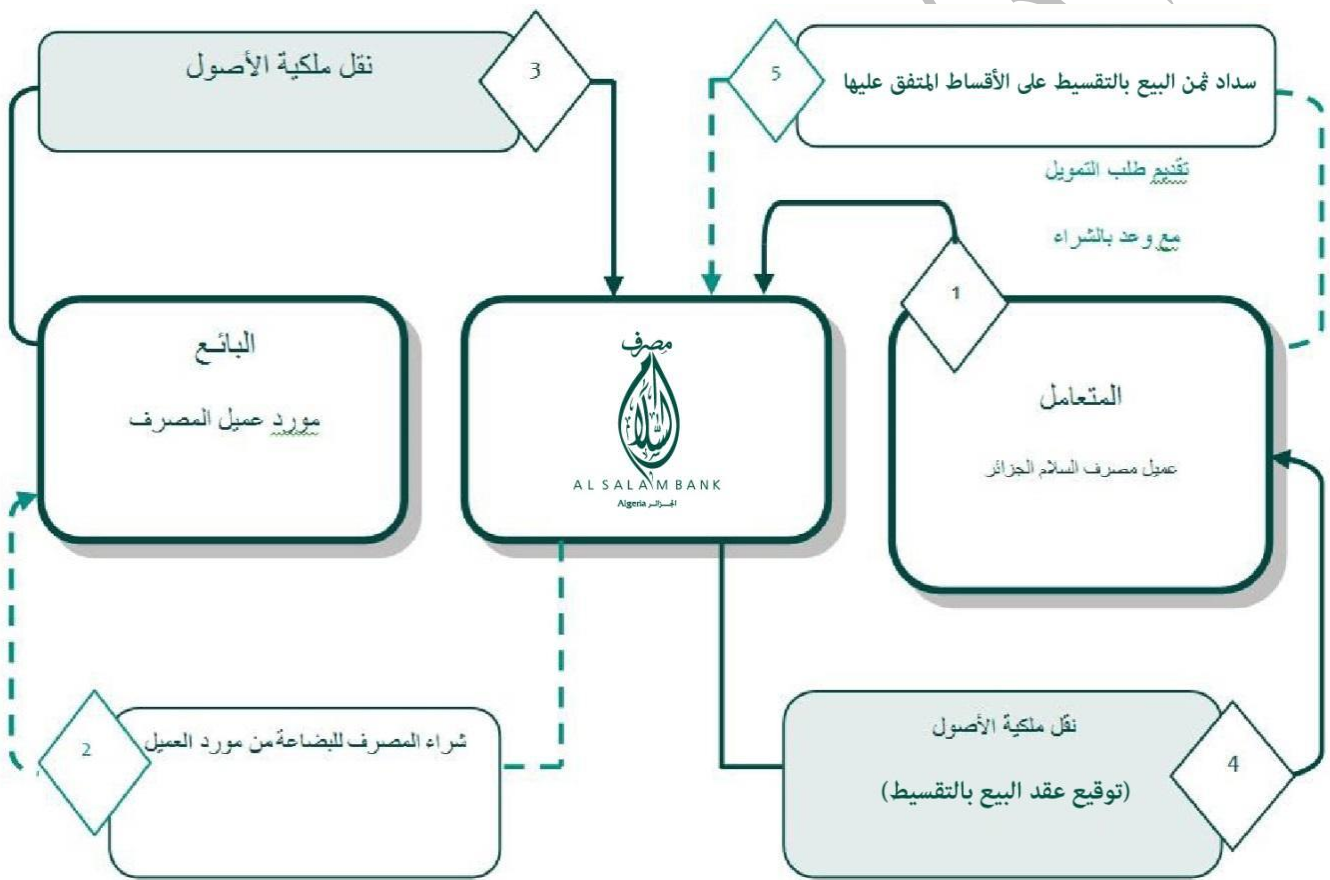 نقل ملكية الأصول
3
5
سداد ثمن البيع بالتقسيط على الأقساط المتفق عليها
تقديم طلب التمويل
مع وعد بالشراء
1
البائع
مورد عميل المصرف
مصرف
السلام
AL SALAM BANK
Algeria الجزائر
المتعامل
عميل مصرف السلام الجزائر
2
شراء المصرف للبضاعة من مورد العميل
نقل ملكية الأصول
(توقيع عقد البيع بالتقسيط)
4